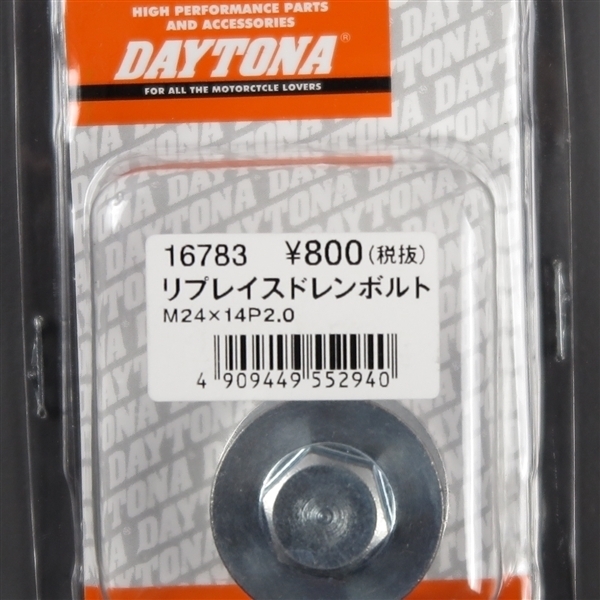 HIGH PERFORMANCE PARTS
AND ACCESSORIES
DAYTONA®
FOR ALL THE MOTORCTCLE LOVERS
16783 ¥800(税抜)
リプレイスドレンボルト
M24×14P2.0
4 909449 552940